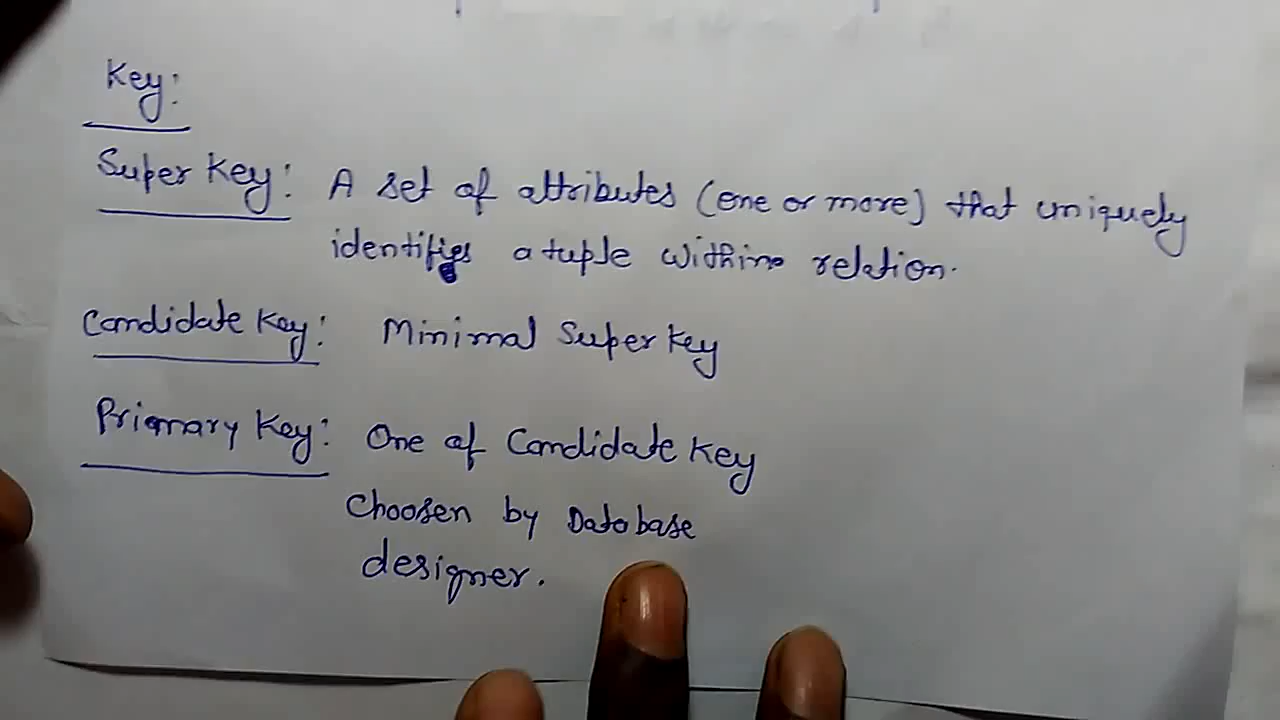 Key:
Super Key: A set of attributes (one or more) that uniquely
identifies a tuple within relation.
Candidate Key: Minimal Super Key
Primary Key: One of Candidate Key
Choosen by Database
designer.